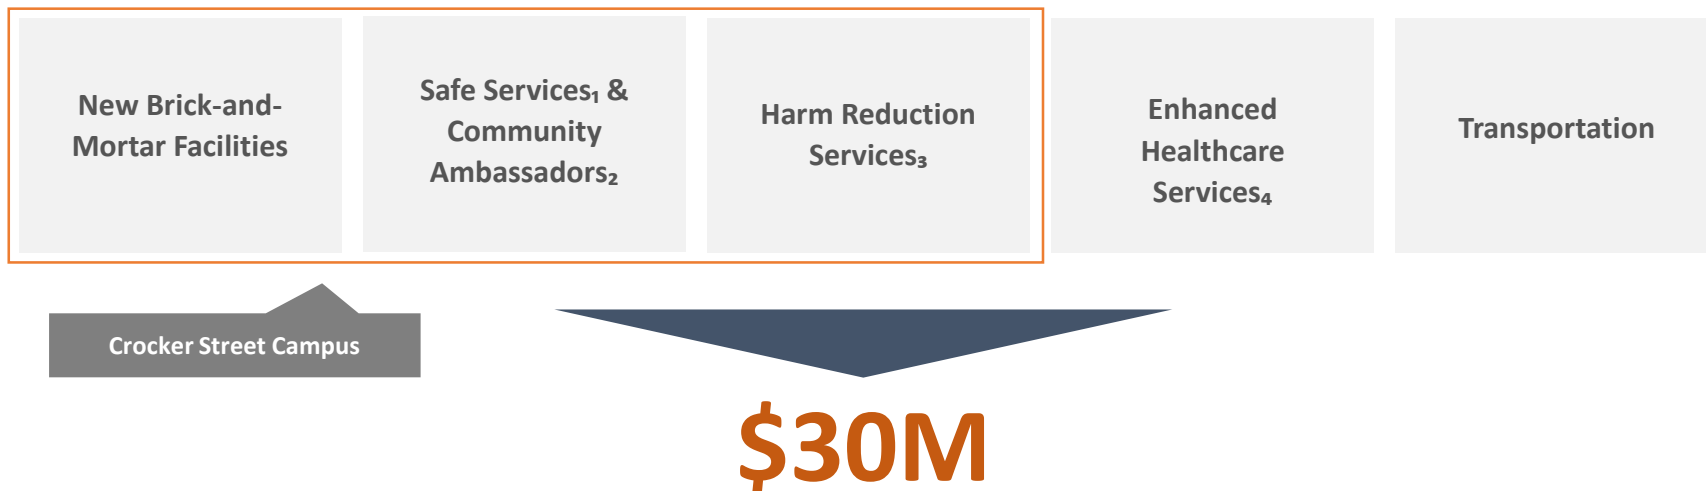 New Brick-and-
Mortar Facilities
Safe Services₁ &
Community
Ambassadors₂
Harm Reduction
Services₃
Enhanced
Healthcare
Services₄
Transportation
Crocker Street Campus
$30M